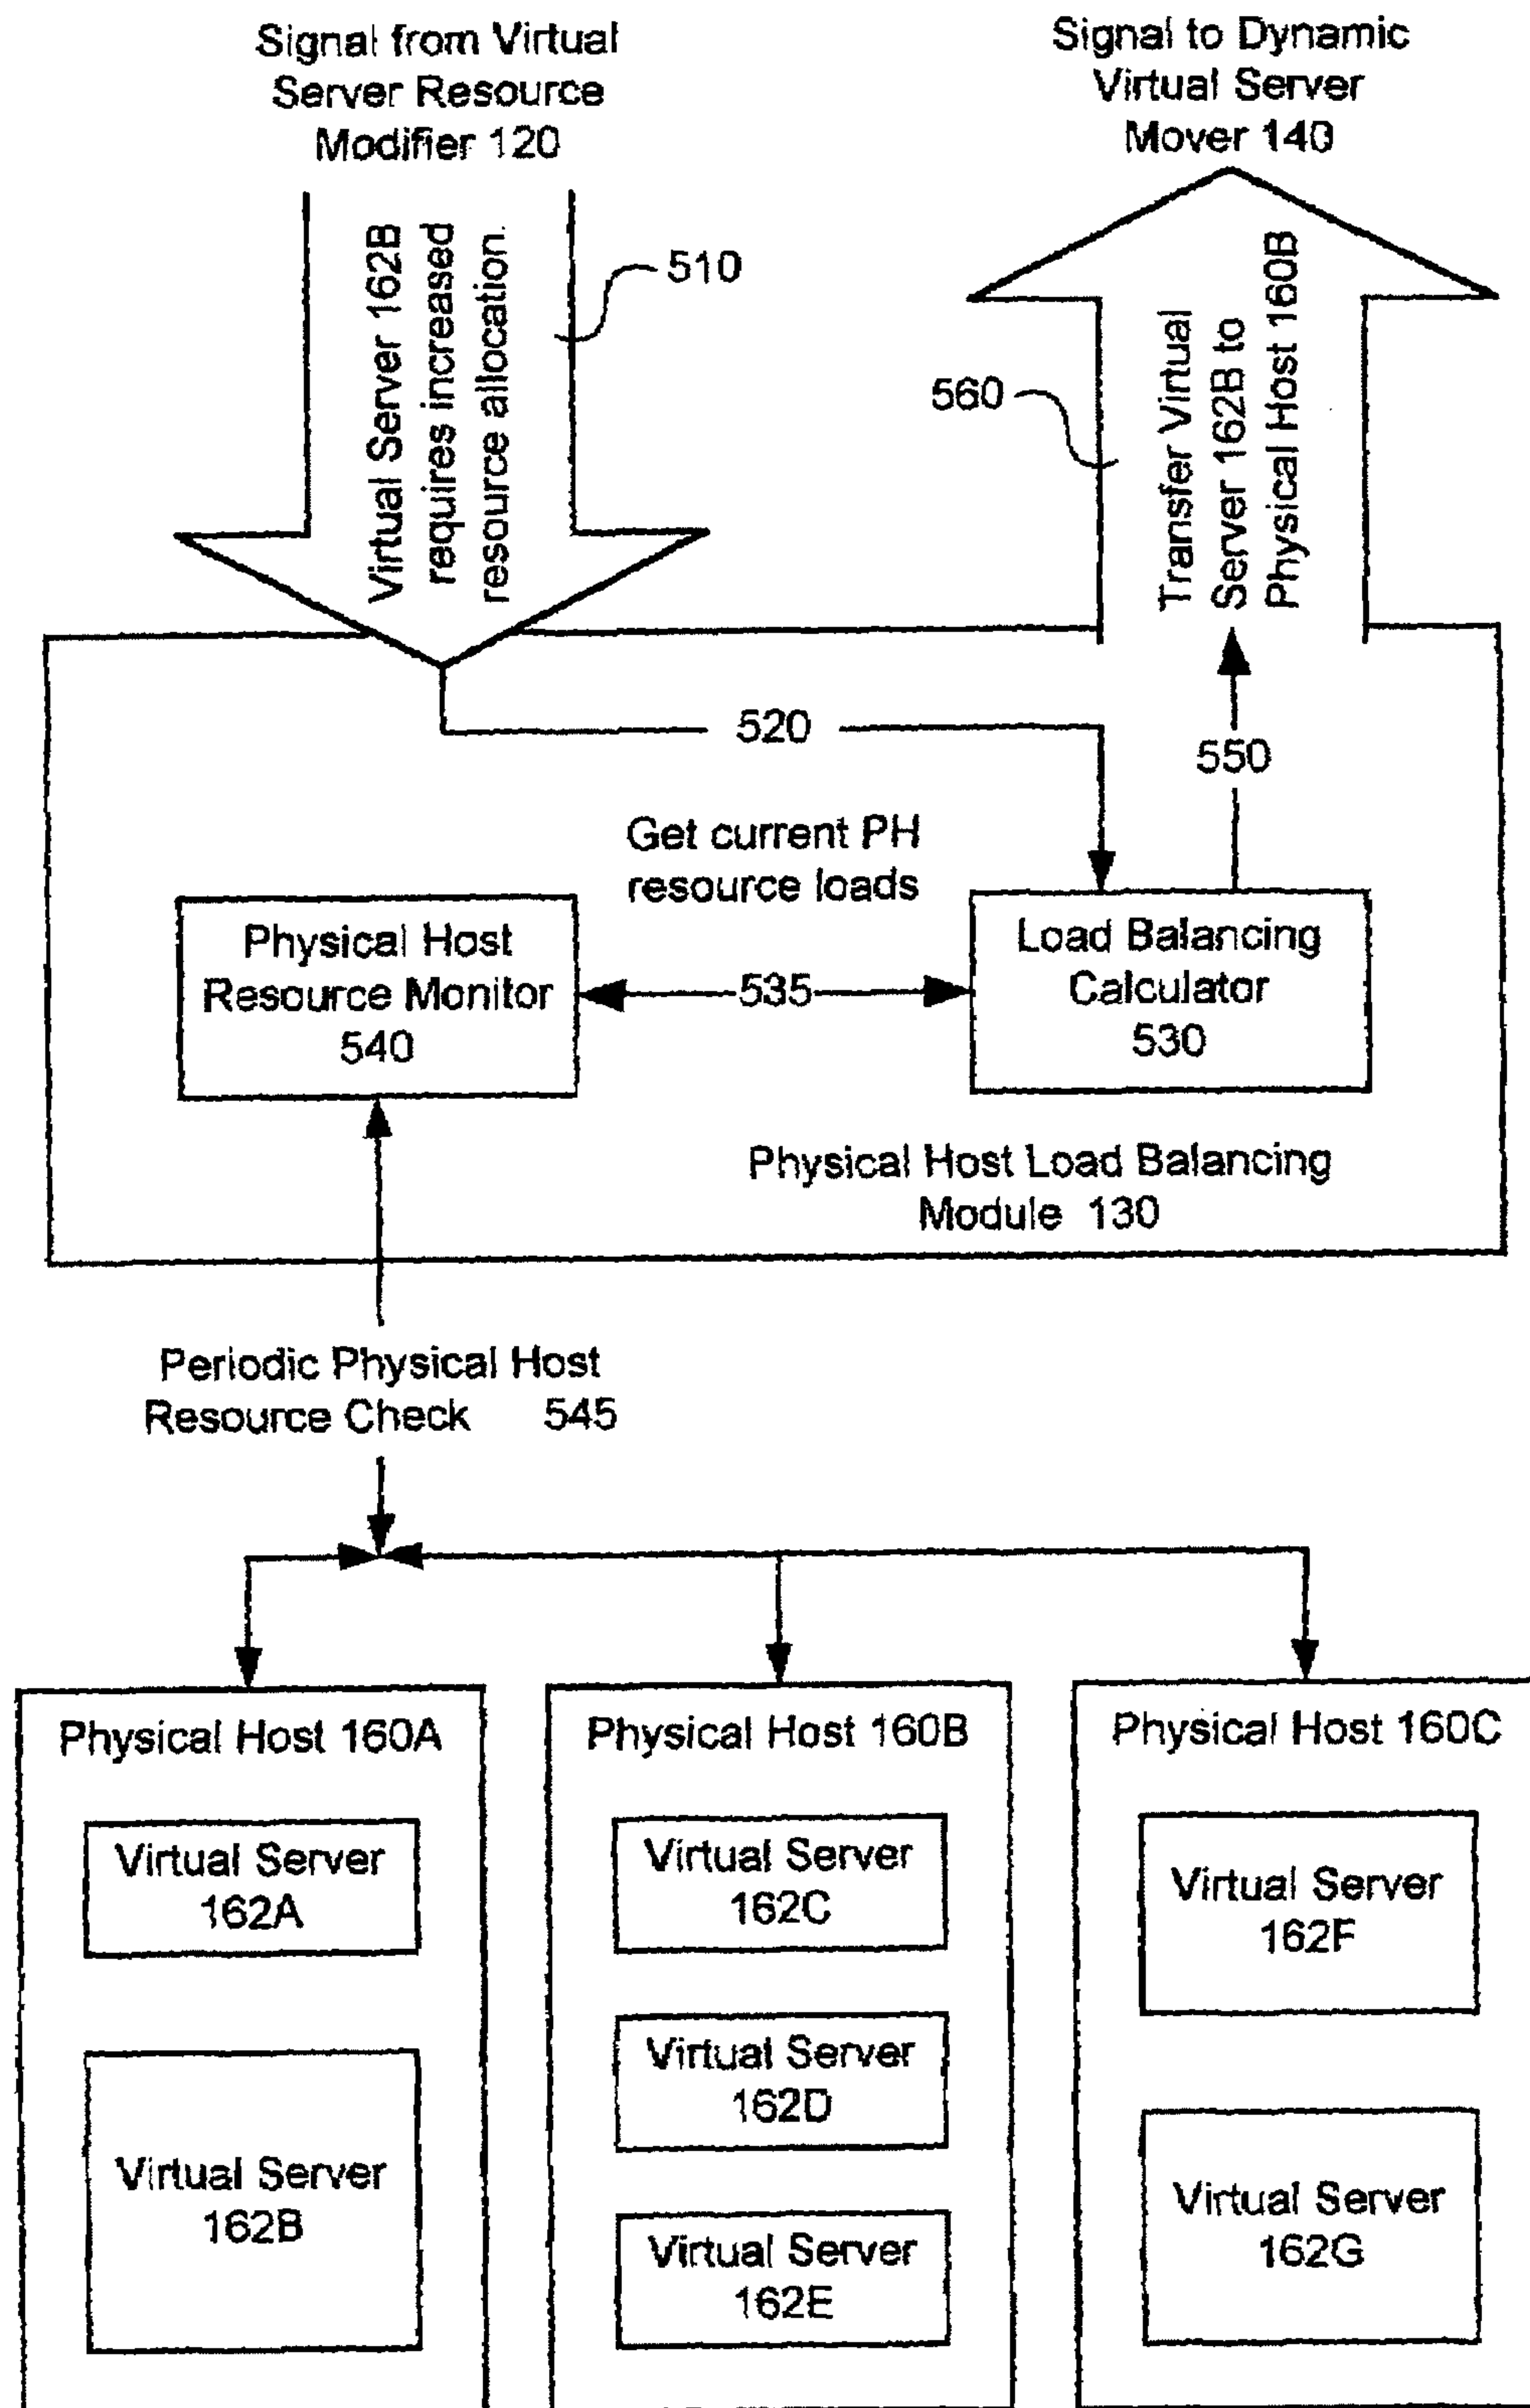 Signal from Virtual
Server Resource
Modifier 120
Signal to Dynamic
Virtual Server
Mover 140
Virtual Server 162B
requires increased
resource allocation.
510
Transfer Virtual
Server 162B to
Physical Host 160B
560
520
550
Get current PH
resource loads
Physical Host
Resource Monitor
540
535
Load Balancing
Calculator
530
Physical Host Load Balancing
Module 130
Periodic Physical Host
Resource Check 545
Physical Host 160A
Virtual Server
162A
Virtual Server
162B
Physical Host 160B
Virtual Server
162C
Virtual Server
162D
Virtual Server
162E
Physical Host 160C
Virtual Server
162F
Virtual Server
162G